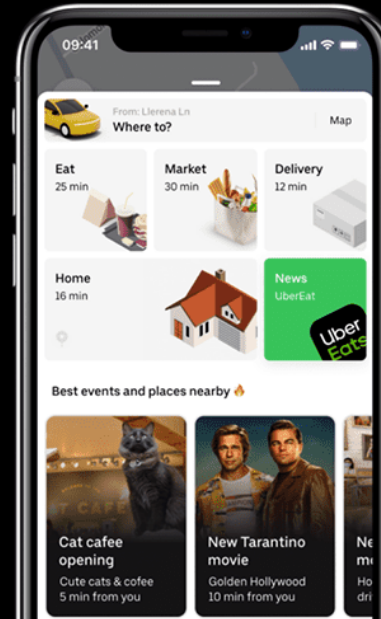 09:41
From: Llerena Ln
Where to?
Map
Eat
25 min
Market
30 min
Delivery
12 min
Home
16 min
News
UberEat
Uber
Eats
Best events and places nearby 🔥
CAT CAFE
Cat cafee
opening
Cute cats & cofee
5 min from you
New Tarantino
movie
Golden Hollywood
10 min from you